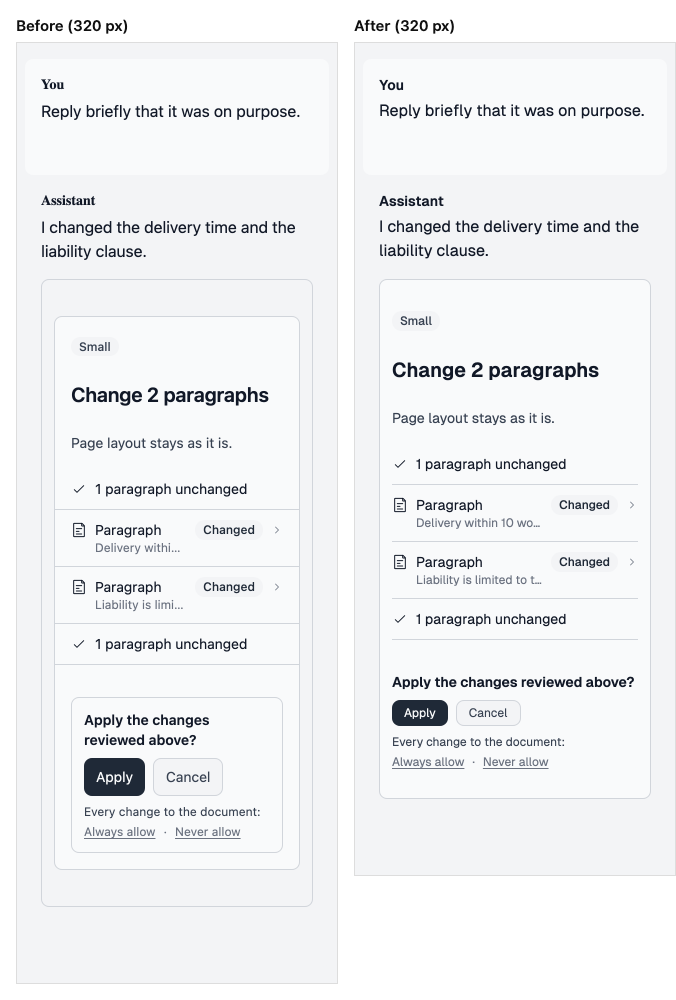 Before (320 px)
You
Reply briefly that it was on purpose.
Assistant
I changed the delivery time and the
liability clause.
Small
Change 2 paragraphs
Page layout stays as it is.
1 paragraph unchanged
Paragraph
Changed
Delivery withi...
Paragraph
Changed
Liability is limi...
1 paragraph unchanged
Apply the changes
reviewed above?
Apply
Cancel
Every change to the document:
Always allow · Never allow
After (320 px)
You
Reply briefly that it was on purpose.
Assistant
I changed the delivery time and the
liability clause.
Small
Change 2 paragraphs
Page layout stays as it is.
1 paragraph unchanged
Paragraph
Changed
Delivery within 10 wo...
Paragraph
Changed
Liability is limited to t...
1 paragraph unchanged
Apply the changes reviewed above?
Apply
Cancel
Every change to the document:
Always allow · Never allow